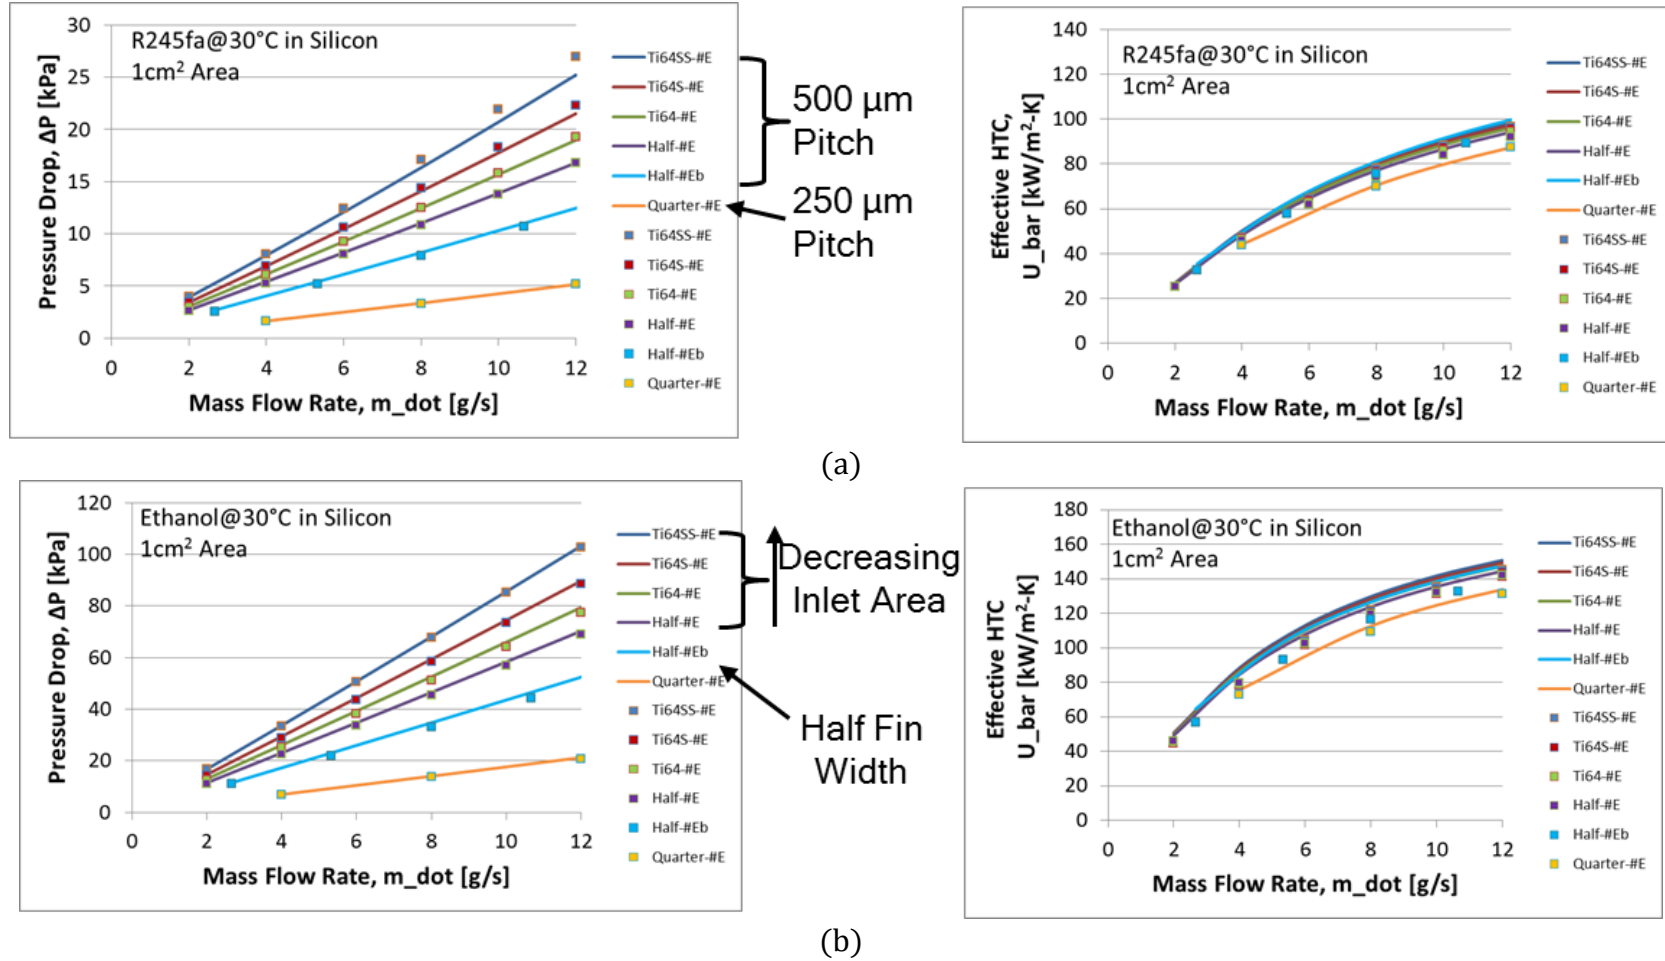 R245fa@30°C in Silicon
1cm² Area
Pressure Drop, ΔP [kPa]
30
25
20
15
10
5
0
0
2
4
6
8
10
12
Mass Flow Rate, m_dot [g/s]
Ti64SS-#E
Ti64S-#E
Ti64-#E
Half-#E
Half-#Eb
Quarter-#E
Ti64SS-#E
Ti64S-#E
Ti64-#E
Half-#E
Half-#Eb
Quarter-#E
500 µm
Pitch
250 µm
Pitch
R245fa@30°C in Silicon
1cm² Area
Effective HTC,
U_bar [kW/m²-K]
140
120
100
80
60
40
20
0
0
2
4
6
8
10
12
Mass Flow Rate, m_dot [g/s]
Ti64SS-#E
Ti64S-#E
Ti64-#E
Half-#E
Half-#Eb
Quarter-#E
Ti64SS-#E
Ti64S-#E
Ti64-#E
Half-#E
Half-#Eb
Quarter-#E
(a)
Ethanol@30°C in Silicon
1cm² Area
Pressure Drop, ΔP [kPa]
120
100
80
60
40
20
0
0
2
4
6
8
10
12
Mass Flow Rate, m_dot [g/s]
Ti64SS-#E
Ti64S-#E
Ti64-#E
Half-#E
Half-#Eb
Quarter-#E
Ti64SS-#E
Ti64S-#E
Ti64-#E
Half-#E
Half-#Eb
Quarter-#E
Decreasing
Inlet Area
Half Fin
Width
Ethanol@30°C in Silicon
1cm² Area
Effective HTC
U_bar [kW/m²-K]
180
160
140
120
100
80
60
40
20
0
0
2
4
6
8
10
12
Mass Flow Rate, m_dot [g/s]
Ti64SS-#E
Ti64S-#E
Ti64-#E
Half-#E
Half-#Eb
Quarter-#E
Ti64SS-#E
Ti64S-#E
Ti64-#E
Half-#E
Half-#Eb
Quarter-#E
(b)